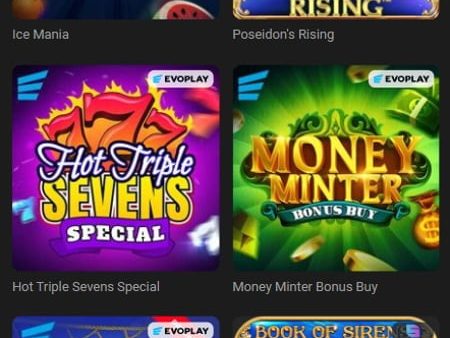 RISING
Ice Mania
Poseidon's Rising
EVOPLAY
777
Hot Triple
SEVENS
SPECIAL
EVOPLAY
MONEY
MINTER
BONUS BUY
Hot Triple Sevens Special
Money Minter Bonus Buy
EVOPLAY
BOOK OF SIRENS